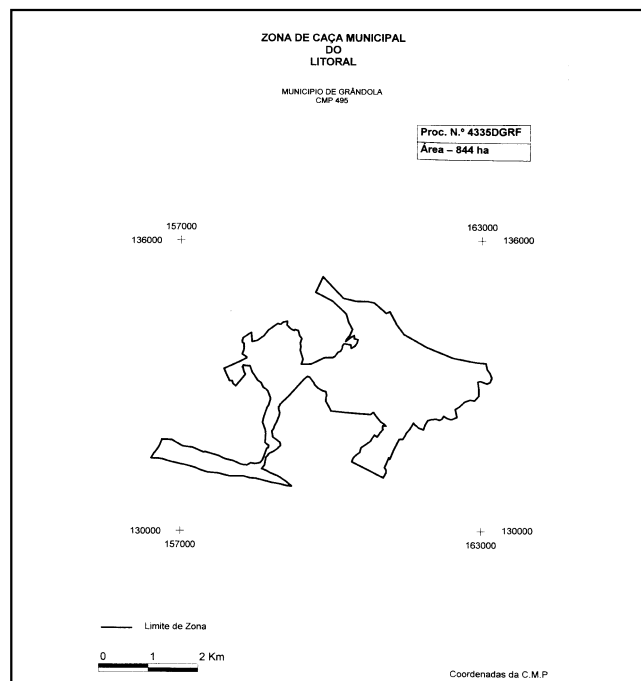 ZONA DE CAÇA MUNICIPAL
DO
LITORAL
MUNICIPIO DE GRÂNDOLA
CMP 495
Proc. N.º 4335DGRF
Área – 844 ha
157000
136000
163000
136000
130000
157000
130000
163000
Limite de Zona
0 1 2 Km
Coordenadas da C.M.P